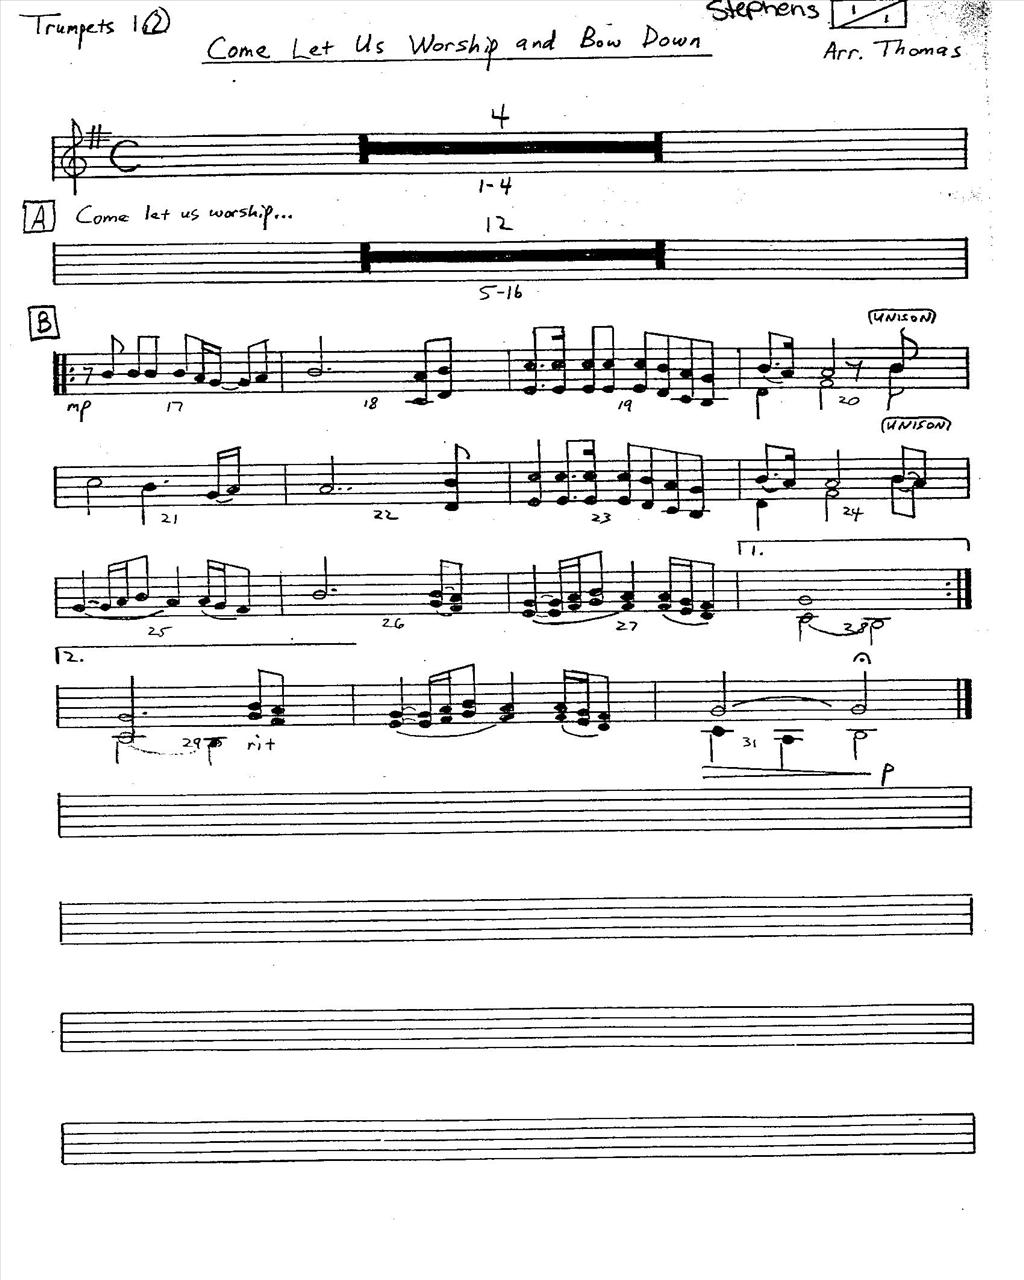 Trumpets 1 2
Stephens 1/1
Come Let Us Worship and Bow Down
Arr. Thomas
4
1-4
A Come let us worship...
12
5-16
B
UNISON
mp 17 18 19 20
UNISON
21 22 23 24
1.
25 26 27 28
2.
29 rit 31
p